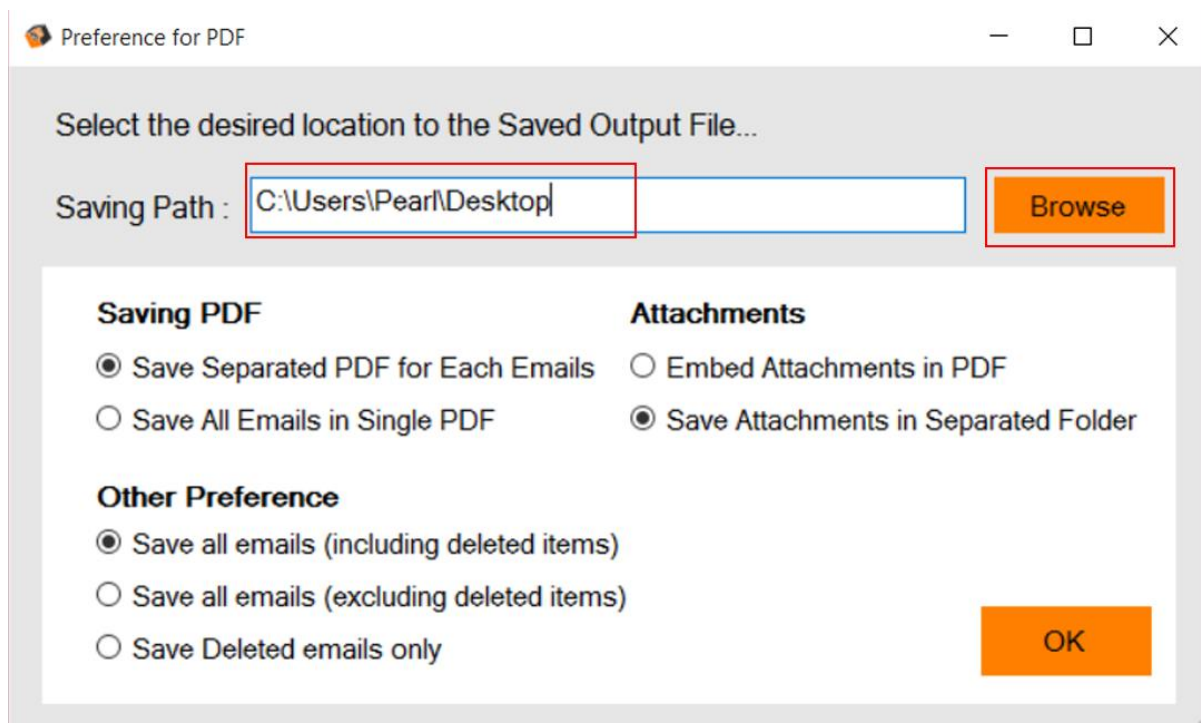 Preference for PDF
Select the desired location to the Saved Output File...
Saving Path : C:\Users\Pearl\Desktop Browse
Saving PDF
Save Separated PDF for Each Emails
Save All Emails in Single PDF
Attachments
Embed Attachments in PDF
Save Attachments in Separated Folder
Other Preference
Save all emails (including deleted items)
Save all emails (excluding deleted items)
Save Deleted emails only
OK